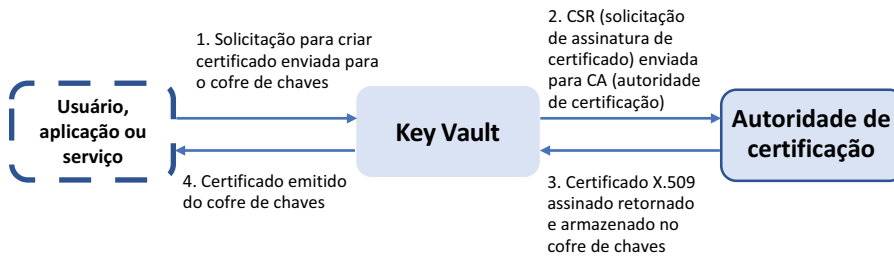 1. Solicitação para criar
certificado enviada para
o cofre de chaves
2. CSR (solicitação
de assinatura de
certificado) enviada
para CA (autoridade
de certificação)
Usuário,
aplicação ou
serviço
Key Vault
Autoridade de
certificação
4. Certificado emitido
do cofre de chaves
3. Certificado X.509
assinado retornado
e armazenado no
cofre de chaves